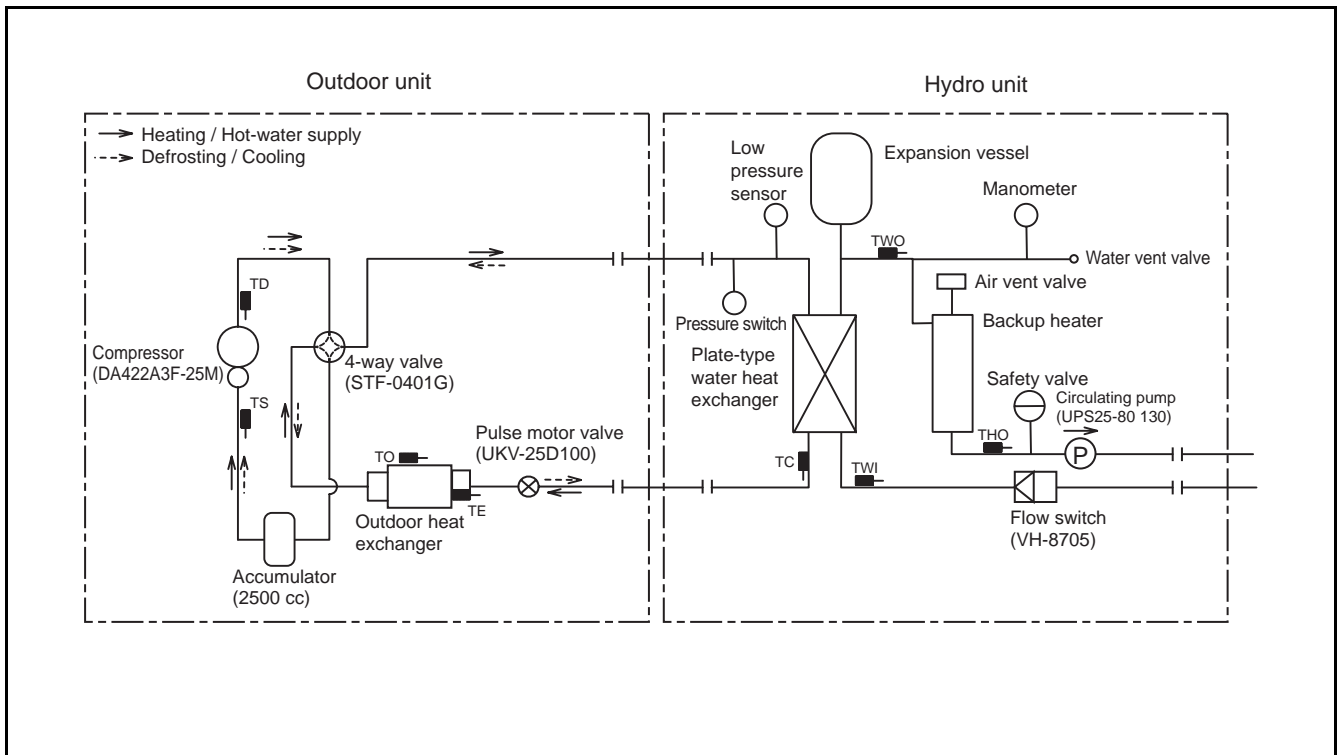 Outdoor unit
Hydro unit
Heating / Hot-water supply
Defrosting / Cooling
Low
pressure
sensor
Expansion vessel
Manometer
TWO
Water vent valve
Air vent valve
TD
Pressure switch
Backup heater
Compressor
(DA422A3F-25M)
4-way valve
(STF-0401G)
Plate-type
water heat
exchanger
Safety valve
Circulating pump
(UPS25-80 130)
TS
Pulse motor valve
(UKV-25D100)
THO
P
TO
TC
TWI
TE
Outdoor heat
exchanger
Flow switch
(VH-8705)
Accumulator
(2500 cc)